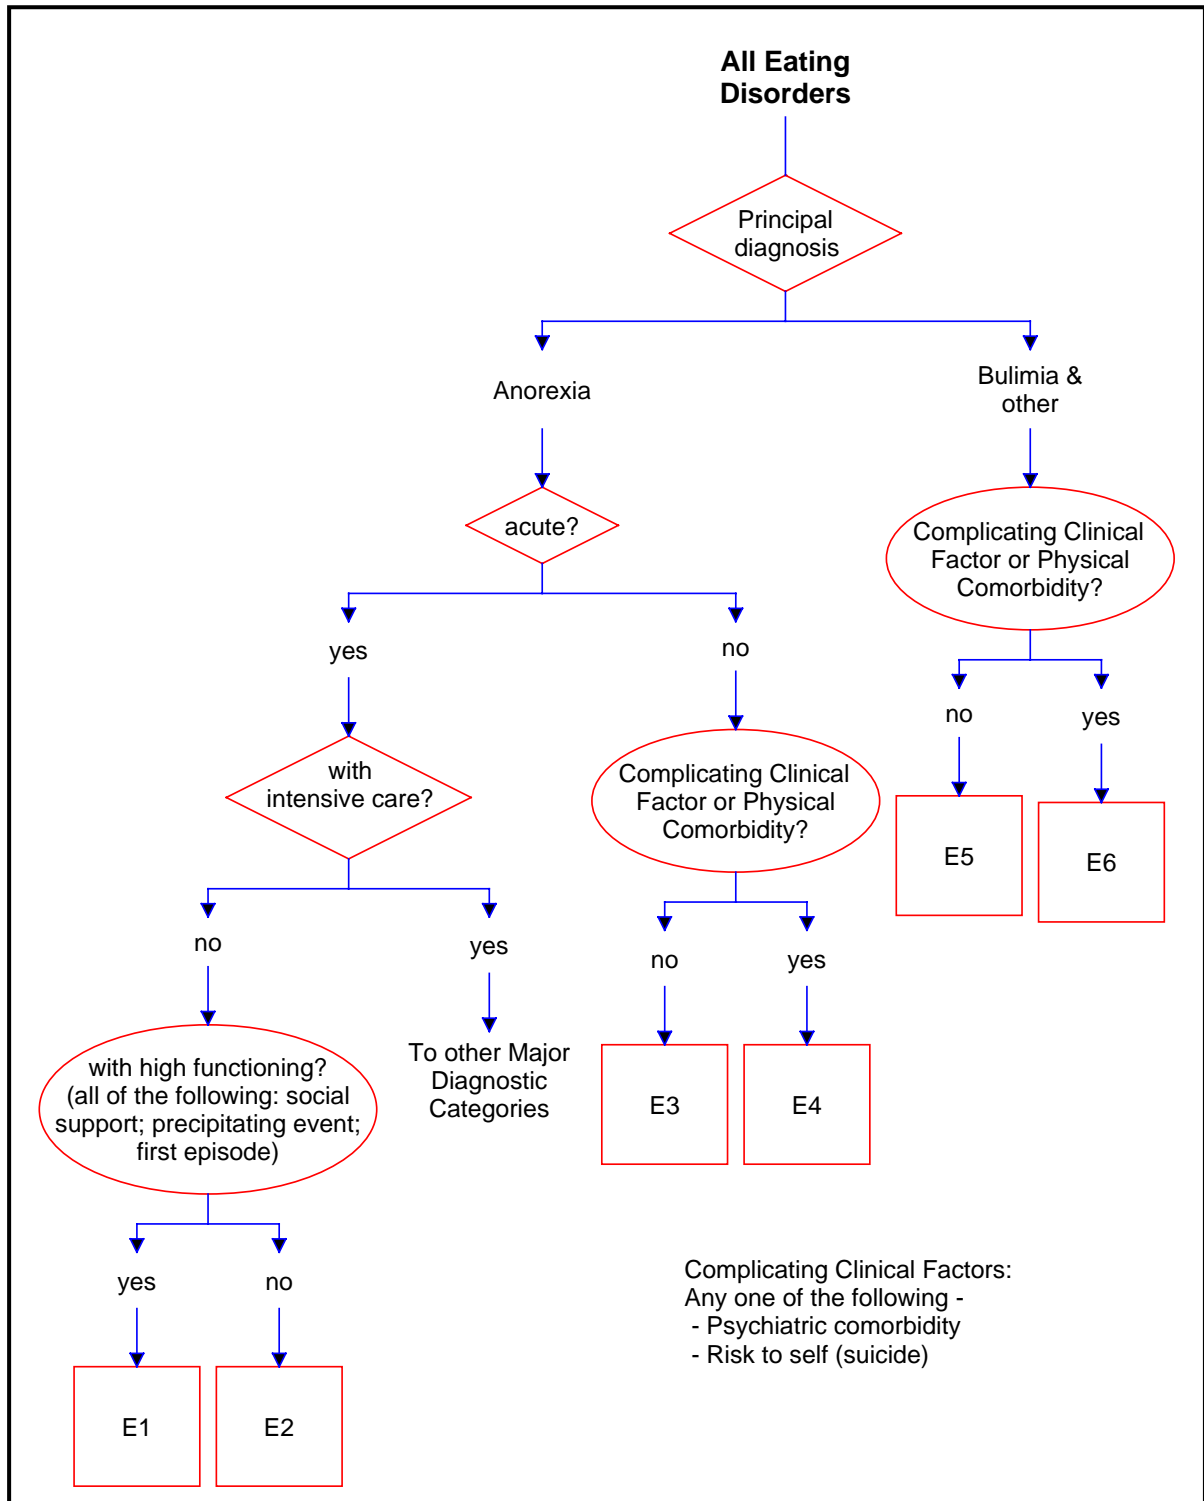 All Eating
Disorders
Principal
diagnosis
Anorexia
Bulimia &
other
acute?
Complicating Clinical
Factor or Physical
Comorbidity?
yes
no
no
yes
with
intensive care?
Complicating Clinical
Factor or Physical
Comorbidity?
E5
E6
no
yes
no
yes
with high functioning?
(all of the following: social
support; precipitating event;
first episode)
To other Major
Diagnostic
Categories
E3
E4
yes
no
Complicating Clinical Factors:
Any one of the following -
- Psychiatric comorbidity
- Risk to self (suicide)
E1
E2